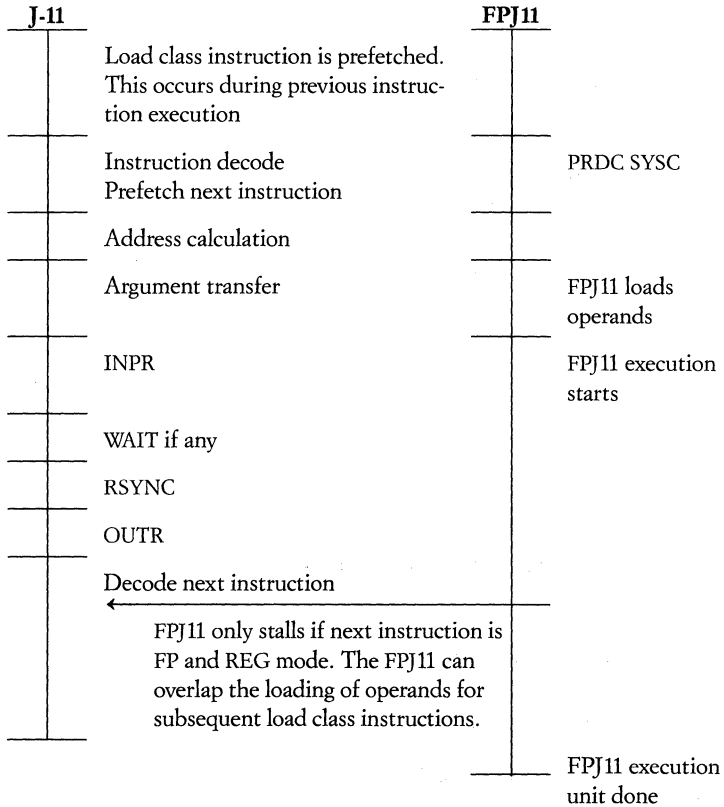 J-11 FPJ11
Load class instruction is prefetched.
This occurs during previous instruc-
tion execution
Instruction decode PRDC SYSC
Prefetch next instruction
Address calculation
Argument transfer FPJ11 loads
operands
INPR FPJ11 execution
starts
WAIT if any
RSYNC
OUTR
Decode next instruction
FPJ11 only stalls if next instruction is
FP and REG mode. The FPJ11 can
overlap the loading of operands for
subsequent load class instructions.
FPJ11 execution
unit done